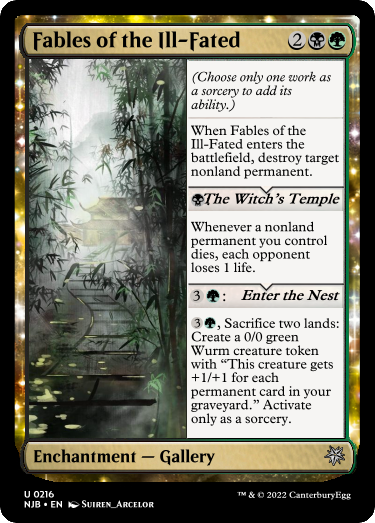 Fables of the Ill-Fated 2
(Choose only one work as
a sorcery to add its
ability.)
When Fables of the
Ill-Fated enters the
battlefield, destroy target
nonland permanent.
The Witch's Temple
Whenever a nonland
permanent you control
dies, each opponent
loses 1 life.
3 : Enter the Nest
3 , Sacrifice two lands:
Create a 0/0 green
Wurm creature token
with “This creature gets
+1/+1 for each
permanent card in your
graveyard.” Activate
only as a sorcery.
Enchantment — Gallery
U 0216
NJB • EN Suiren_Arcelor
™ & © 2022 CanterburyEgg